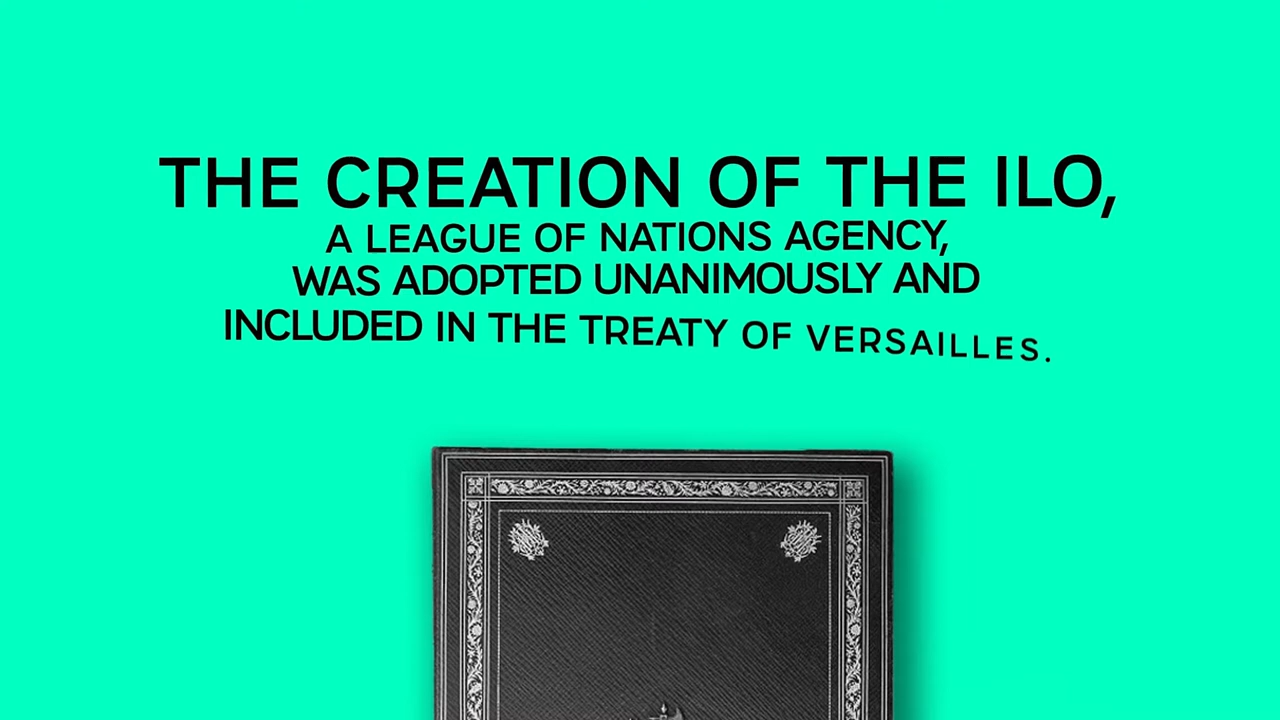 THE CREATION OF THE ILO,
A LEAGUE OF NATIONS AGENCY,
WAS ADOPTED UNANIMOUSLY AND
INCLUDED IN THE TREATY OF VERSAILLES.